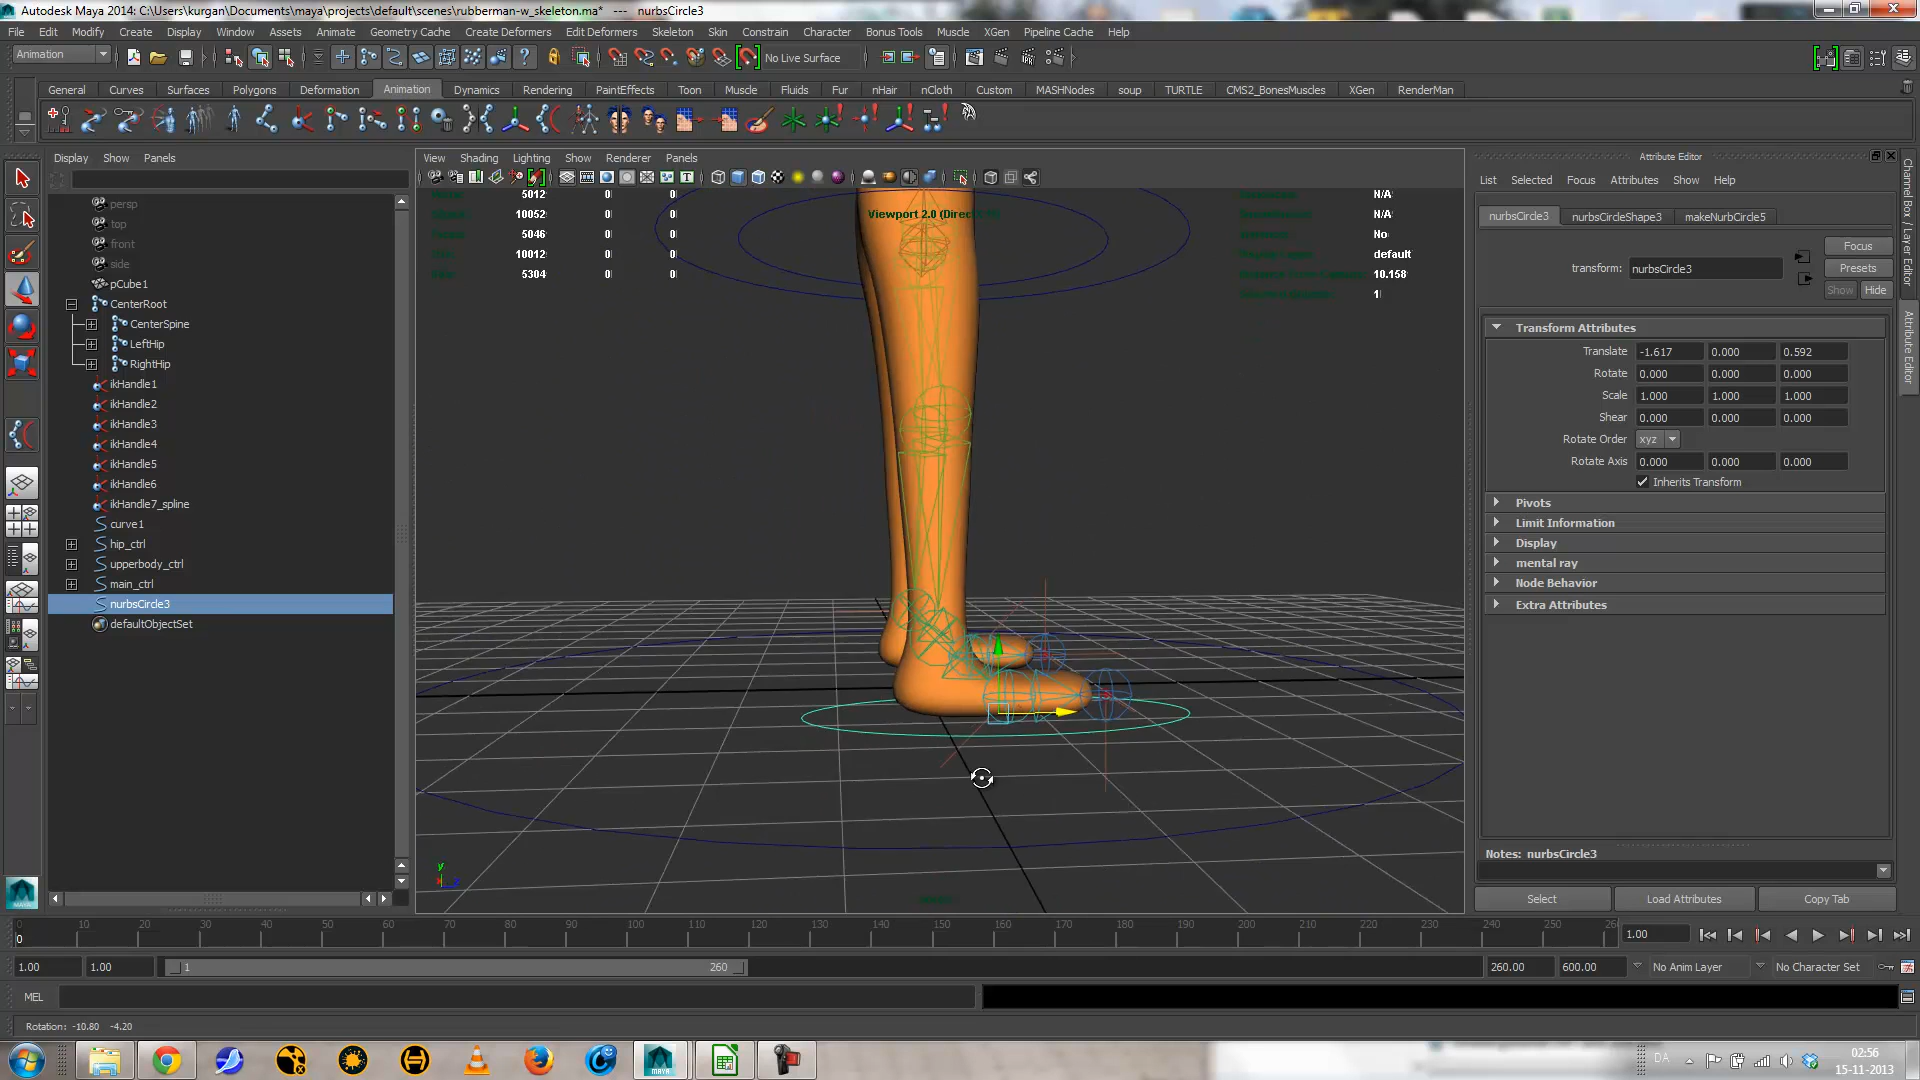 Autodesk Maya 2014: C:\Users\kurgan\Documents\maya\projects\default\scenes\rubberman-w_skeleton.ma* --- nurbsCircle3
File Edit Modify Create Display Window Assets Animate Geometry Cache Create Deformers Edit Deformers Skeleton Skin Constrain Character Bonus Tools Muscle XGen Pipeline Cache Help
Animation No Live Surface
General Curves Surfaces Polygons Deformation Animation Dynamics Rendering PaintEffects Toon Muscle Fluids Fur nHair nCloth Custom MASHNodes soup TURTLE CMS2_BonesMuscles XGen RenderMan
Display Show Panels
View Shading Lighting Show Renderer Panels
Attribute Editor
List Selected Focus Attributes Show Help
persp
top
front
side
pCube1
CenterRoot
CenterSpine
LeftHip
RightHip
ikHandle1
ikHandle2
ikHandle3
ikHandle4
ikHandle5
ikHandle6
ikHandle7_spline
curve1
hip_ctrl
upperbody_ctrl
main_ctrl
nurbsCircle3
defaultObjectSet
5012 0 0
10052 0 0
5046 0 0
10012 0 0
5304 0 0
Viewport 2.0
N/A
N/A
No
default
10.158
1
y
nurbsCircle3 nurbsCircleShape3 makeNurbCircle5
transform: nurbsCircle3
Focus
Presets
Show Hide
Transform Attributes
Translate -1.617 0.000 0.592
Rotate 0.000 0.000 0.000
Scale 1.000 1.000 1.000
Shear 0.000 0.000 0.000
Rotate Order xyz
Rotate Axis 0.000 0.000 0.000
Inherits Transform
Pivots
Limit Information
Display
mental ray
Node Behavior
Extra Attributes
Notes: nurbsCircle3
Select Load Attributes Copy Tab
Channel Box / Layer Editor
Attribute Editor
0 10 20 30 40 50 60 70 80 90 100 110 120 130 140 150 160 170 180 190 200 210 220 230 240 250 26
0
1.00
1.00 1.00 1 260 260.00 600.00 No Anim Layer No Character Set
MEL
Rotation: -10.80 -4.20
MAYA
DA
02:56
15-11-2013